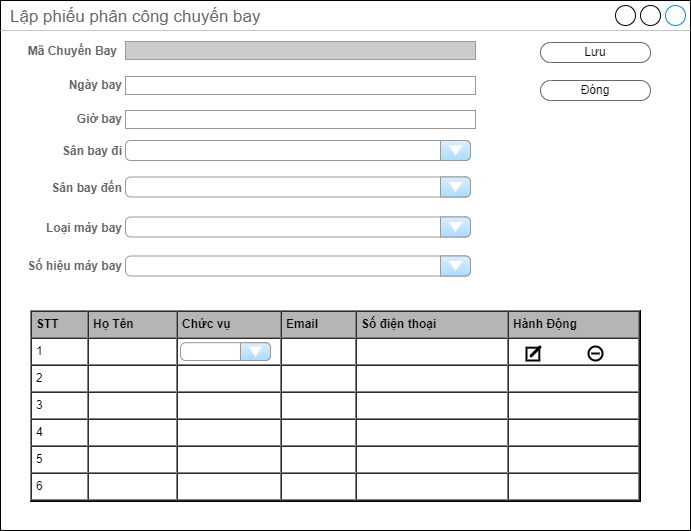 Lập phiếu phân công chuyến bay
Mã Chuyến Bay
Lưu
Ngày bay
Đóng
Giờ bay
Sân bay đi
Sân bay đến
Loại máy bay
Số hiệu máy bay
STT Họ Tên Chức vụ Email Số điện thoại Hành Động
1
2
3
4
5
6